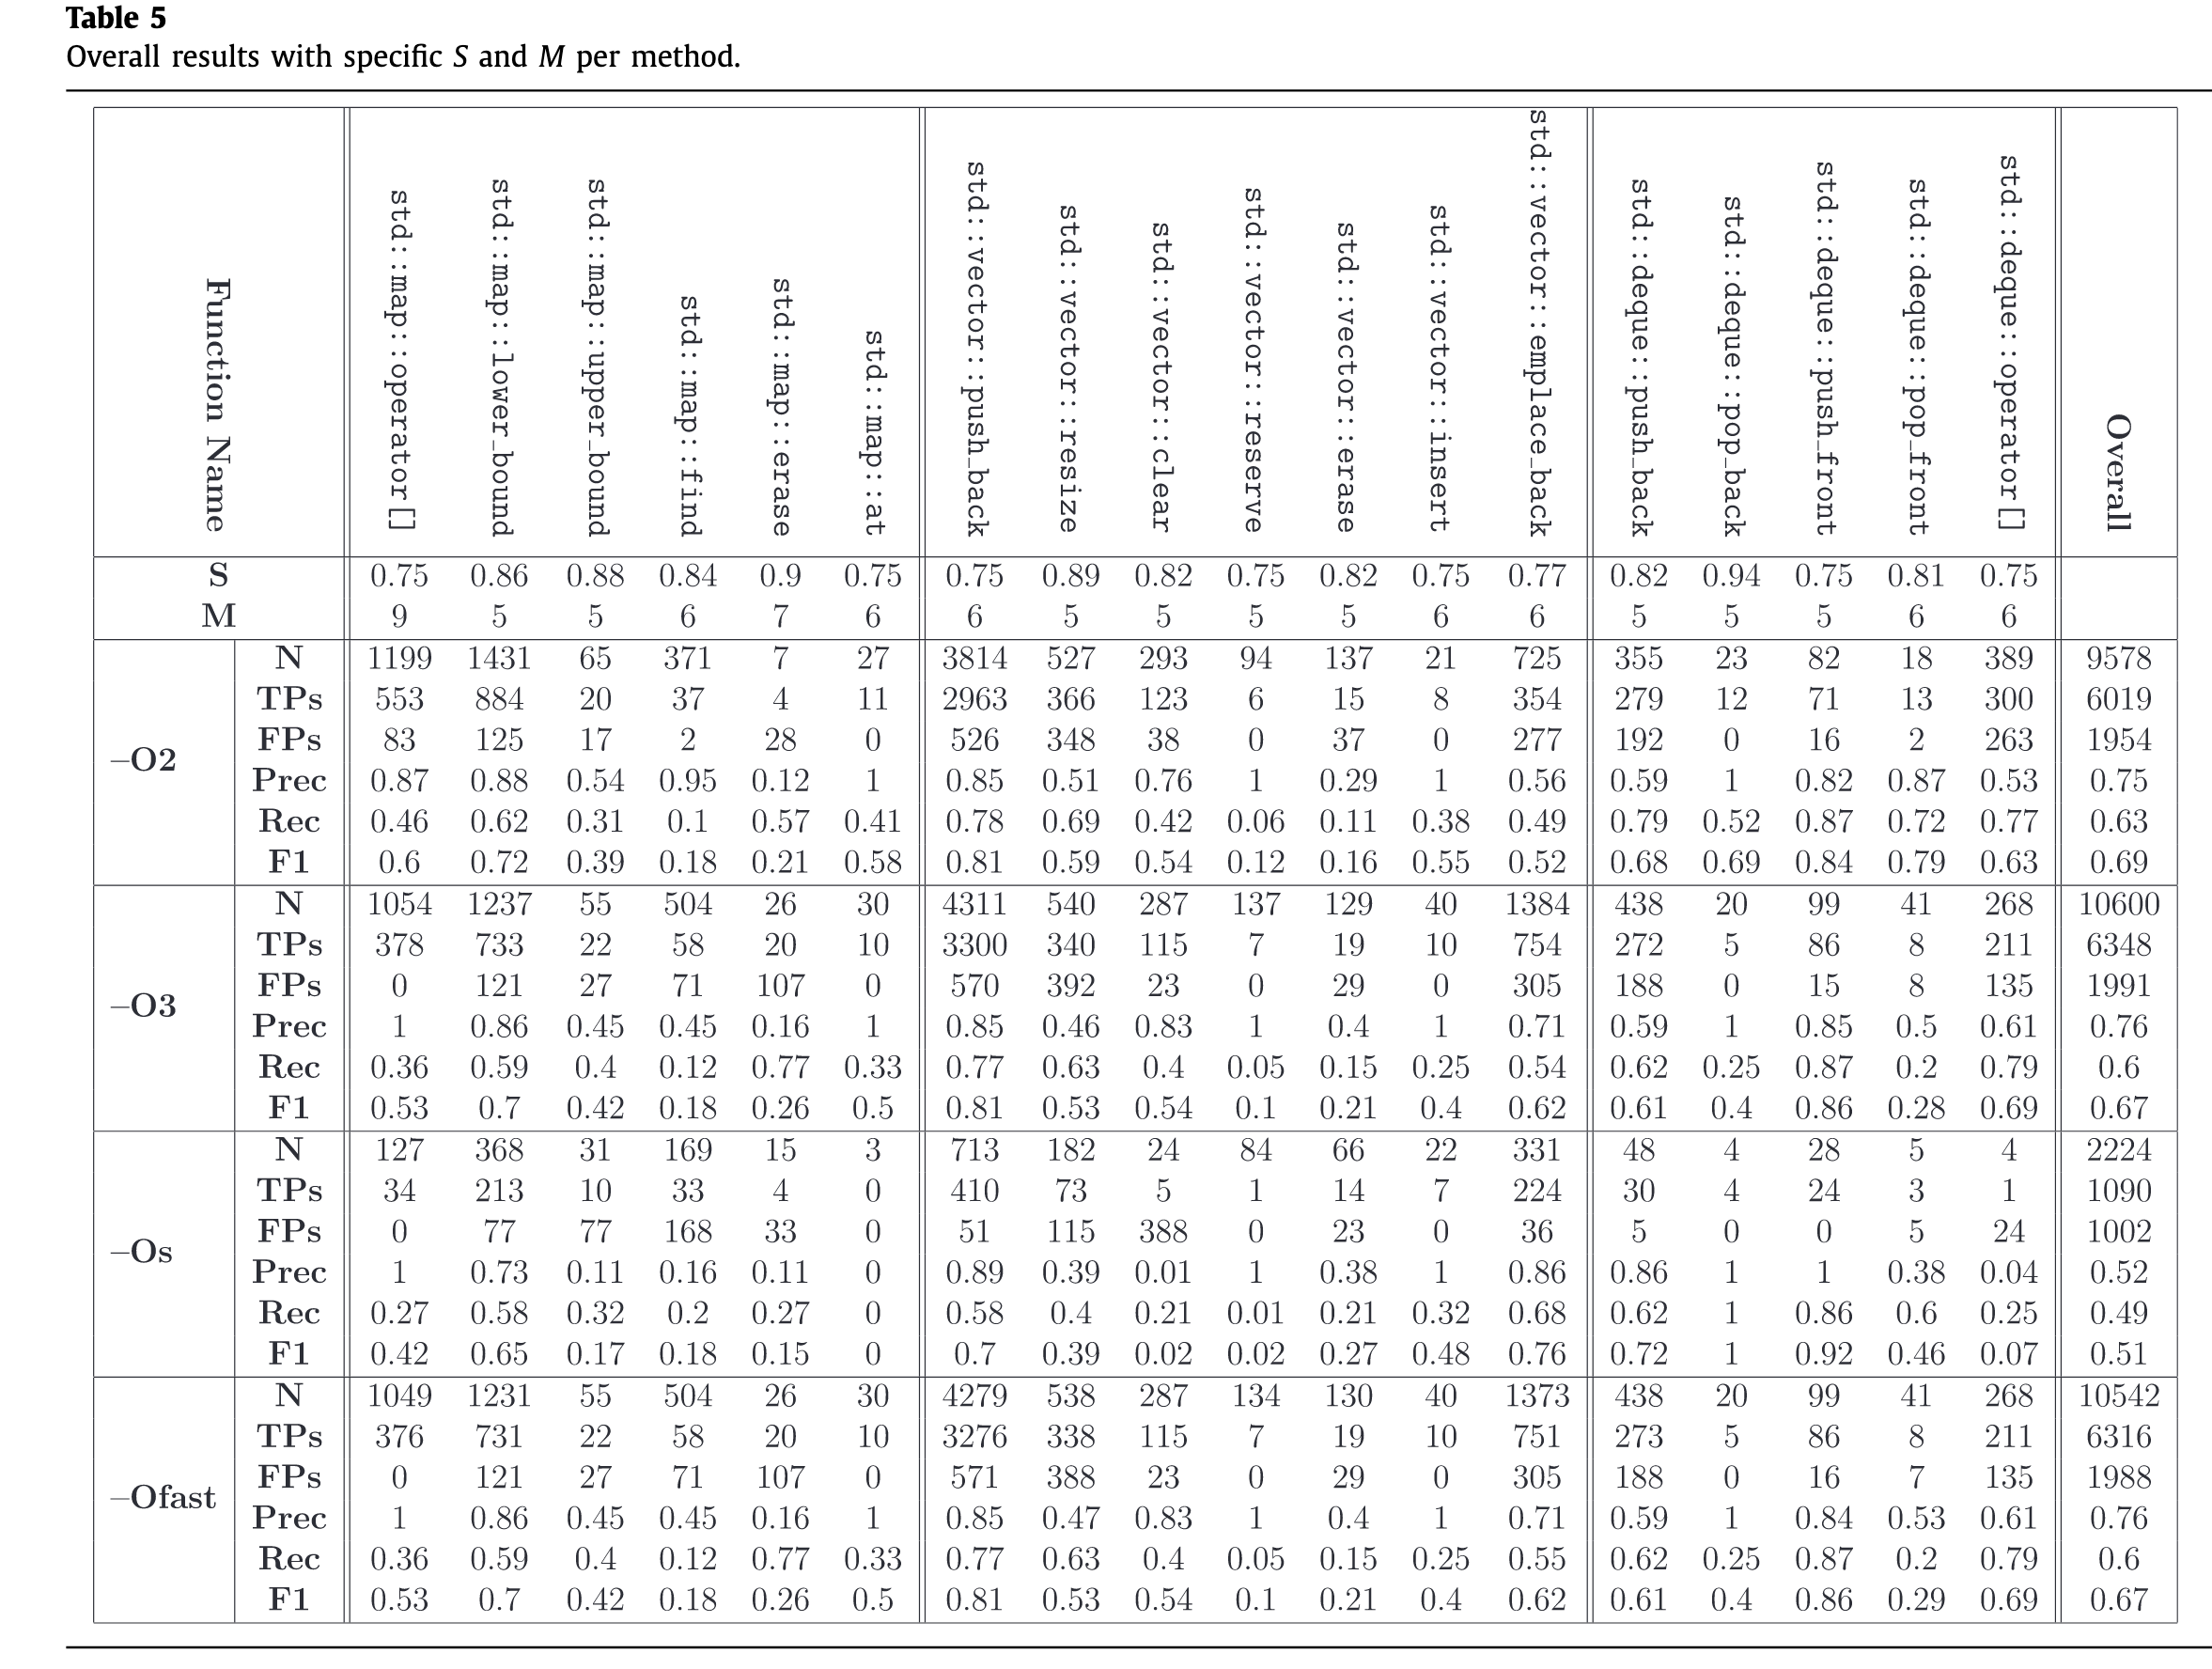 Table 5
Overall results with specific S and M per method.
Function Name std::map::operator[] std::map::lower_bound std::map::upper_bound std::map::find std::map::erase std::map::at std::vector::push_back std::vector::resize std::vector::clear std::vector::reserve std::vector::erase std::vector::insert std::vector::emplace_back std::deque::push_back std::deque::pop_back std::deque::push_front std::deque::pop_front std::deque::operator[] Overall
S 0.75 0.86 0.88 0.84 0.9 0.75 0.75 0.89 0.82 0.75 0.82 0.75 0.77 0.82 0.94 0.75 0.81 0.75
M 9 5 5 6 7 6 6 5 5 5 5 6 6 5 5 5 6 6
–O2
N 1199 1431 65 371 7 27 3814 527 293 94 137 21 725 355 23 82 18 389 9578
TPs 553 884 20 37 4 11 2963 366 123 6 15 8 354 279 12 71 13 300 6019
FPs 83 125 17 2 28 0 526 348 38 0 37 0 277 192 0 16 2 263 1954
Prec 0.87 0.88 0.54 0.95 0.12 1 0.85 0.51 0.76 1 0.29 1 0.56 0.59 1 0.82 0.87 0.53 0.75
Rec 0.46 0.62 0.31 0.1 0.57 0.41 0.78 0.69 0.42 0.06 0.11 0.38 0.49 0.79 0.52 0.87 0.72 0.77 0.63
F1 0.6 0.72 0.39 0.18 0.21 0.58 0.81 0.59 0.54 0.12 0.16 0.55 0.52 0.68 0.69 0.84 0.79 0.63 0.69
–O3
N 1054 1237 55 504 26 30 4311 540 287 137 129 40 1384 438 20 99 41 268 10600
TPs 378 733 22 58 20 10 3300 340 115 7 19 10 754 272 5 86 8 211 6348
FPs 0 121 27 71 107 0 570 392 23 0 29 0 305 188 0 15 8 135 1991
Prec 1 0.86 0.45 0.45 0.16 1 0.85 0.46 0.83 1 0.4 1 0.71 0.59 1 0.85 0.5 0.61 0.76
Rec 0.36 0.59 0.4 0.12 0.77 0.33 0.77 0.63 0.4 0.05 0.15 0.25 0.54 0.62 0.25 0.87 0.2 0.79 0.6
F1 0.53 0.7 0.42 0.18 0.26 0.5 0.81 0.53 0.54 0.1 0.21 0.4 0.62 0.61 0.4 0.86 0.28 0.69 0.67
–Os
N 127 368 31 169 15 3 713 182 24 84 66 22 331 48 4 28 5 4 2224
TPs 34 213 10 33 4 0 410 73 5 1 14 7 224 30 4 24 3 1 1090
FPs 0 77 77 168 33 0 51 115 388 0 23 0 36 5 0 0 5 24 1002
Prec 1 0.73 0.11 0.16 0.11 0 0.89 0.39 0.01 1 0.38 1 0.86 0.86 1 1 0.38 0.04 0.52
Rec 0.27 0.58 0.32 0.2 0.27 0 0.58 0.4 0.21 0.01 0.21 0.32 0.68 0.62 1 0.86 0.6 0.25 0.49
F1 0.42 0.65 0.17 0.18 0.15 0 0.7 0.39 0.02 0.02 0.27 0.48 0.76 0.72 1 0.92 0.46 0.07 0.51
–Ofast
N 1049 1231 55 504 26 30 4279 538 287 134 130 40 1373 438 20 99 41 268 10542
TPs 376 731 22 58 20 10 3276 338 115 7 19 10 751 273 5 86 8 211 6316
FPs 0 121 27 71 107 0 571 388 23 0 29 0 305 188 0 16 7 135 1988
Prec 1 0.86 0.45 0.45 0.16 1 0.85 0.47 0.83 1 0.4 1 0.71 0.59 1 0.84 0.53 0.61 0.76
Rec 0.36 0.59 0.4 0.12 0.77 0.33 0.77 0.63 0.4 0.05 0.15 0.25 0.55 0.62 0.25 0.87 0.2 0.79 0.6
F1 0.53 0.7 0.42 0.18 0.26 0.5 0.81 0.53 0.54 0.1 0.21 0.4 0.62 0.61 0.4 0.86 0.29 0.69 0.67